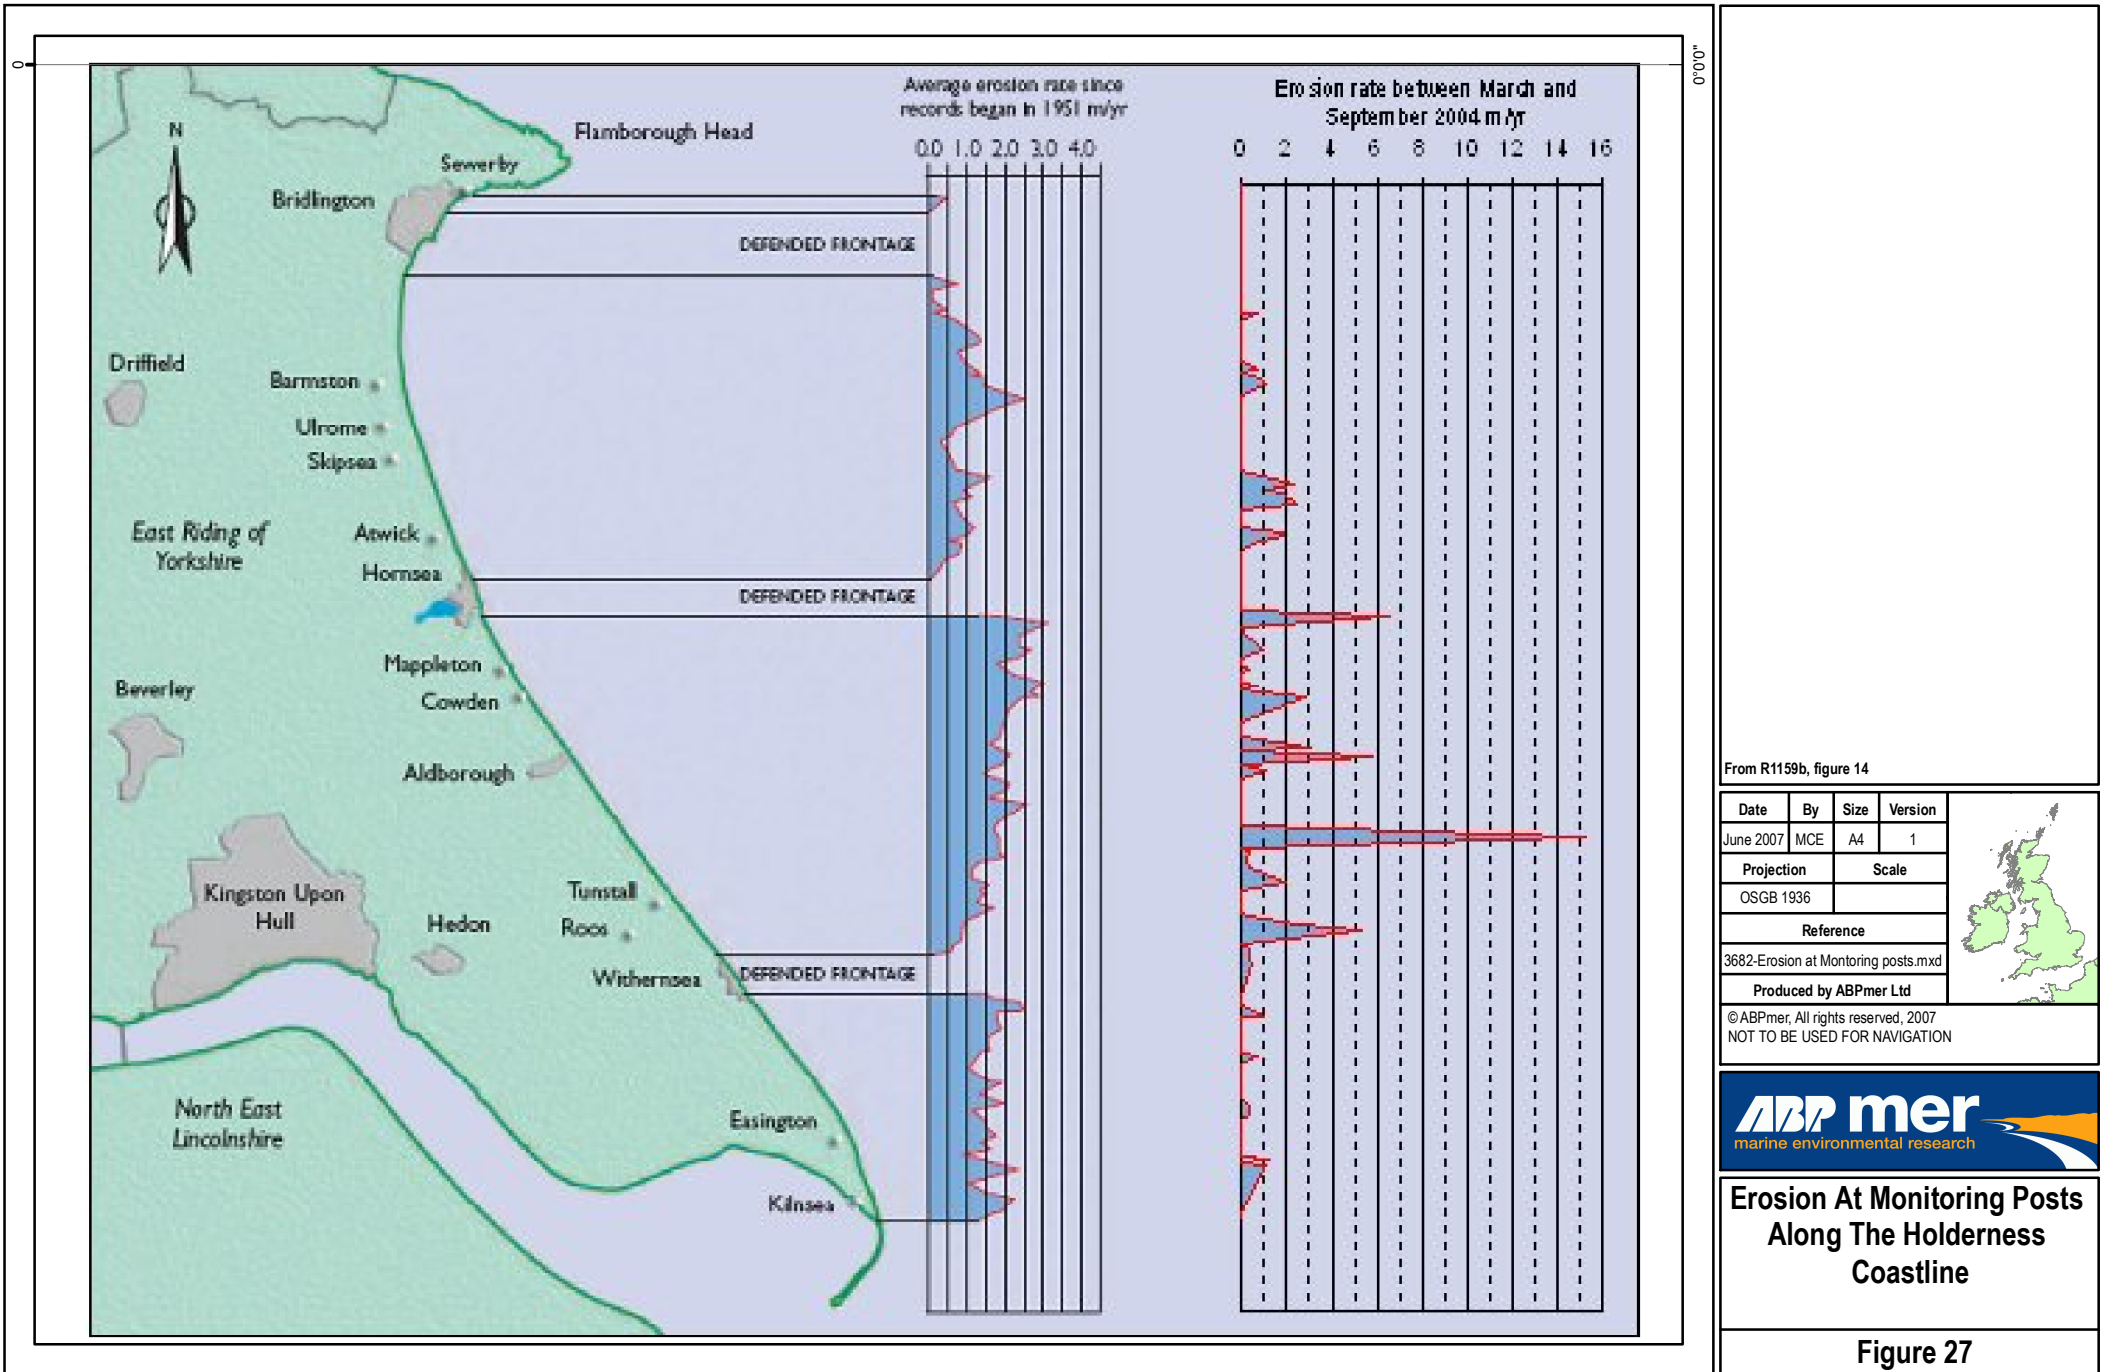 0
0°0'0"
Average erosion rate since
records began in 1951 m/yr
0.0 1.0 2.0 3.0 4.0
Erosion rate between March and
September 2004 m/yr
0 2 4 6 8 10 12 14 16
N
Flamborough Head
Sewerby
Bridlington
DEFENDED FRONTAGE
Driffield
Barmston
Ulrome
Skipsea
East Riding of
Yorkshire
Atwick
Hornsea
DEFENDED FRONTAGE
Mappleton
Beverley
Cowden
Aldborough
Kingston Upon
Hull
Hedon
Tunstall
Roos
Withernsea
DEFENDED FRONTAGE
North East
Lincolnshire
Easington
Kilnsea
From R1159b, figure 14
Date By Size Version
June 2007 MCE A4 1
Projection Scale
OSGB 1936
Reference
3682-Erosion at Montoring posts.mxd
Produced by ABPmer Ltd
© ABPmer, All rights reserved, 2007
NOT TO BE USED FOR NAVIGATION
ABP mer
marine environmental research
Erosion At Monitoring Posts
Along The Holderness
Coastline
Figure 27